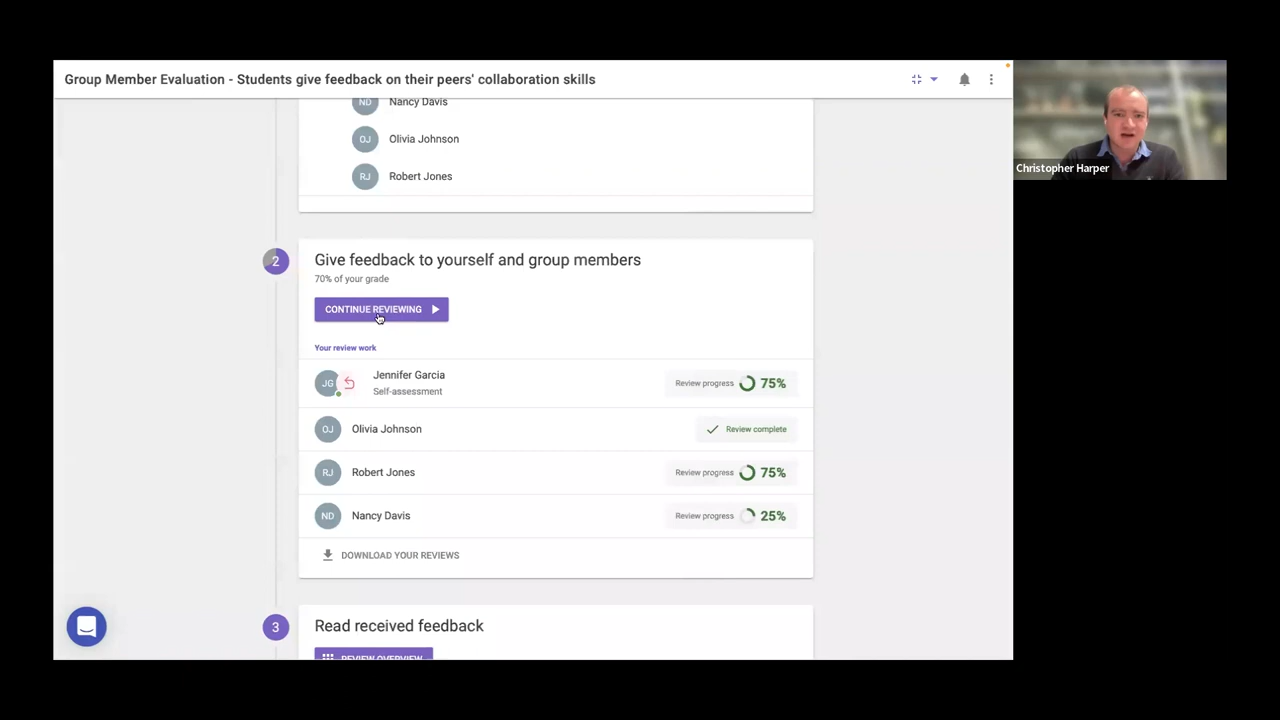 Group Member Evaluation - Students give feedback on their peers' collaboration skills
ND Nancy Davis
OJ Olivia Johnson
RJ Robert Jones
Christopher Harper
2
Give feedback to yourself and group members
70% of your grade
CONTINUE REVIEWING
Your review work
JG Jennifer Garcia
Self-assessment
Review progress 75%
OJ Olivia Johnson
Review complete
RJ Robert Jones
Review progress 75%
ND Nancy Davis
Review progress 25%
DOWNLOAD YOUR REVIEWS
3
Read received feedback
REVIEW OVERVIEW